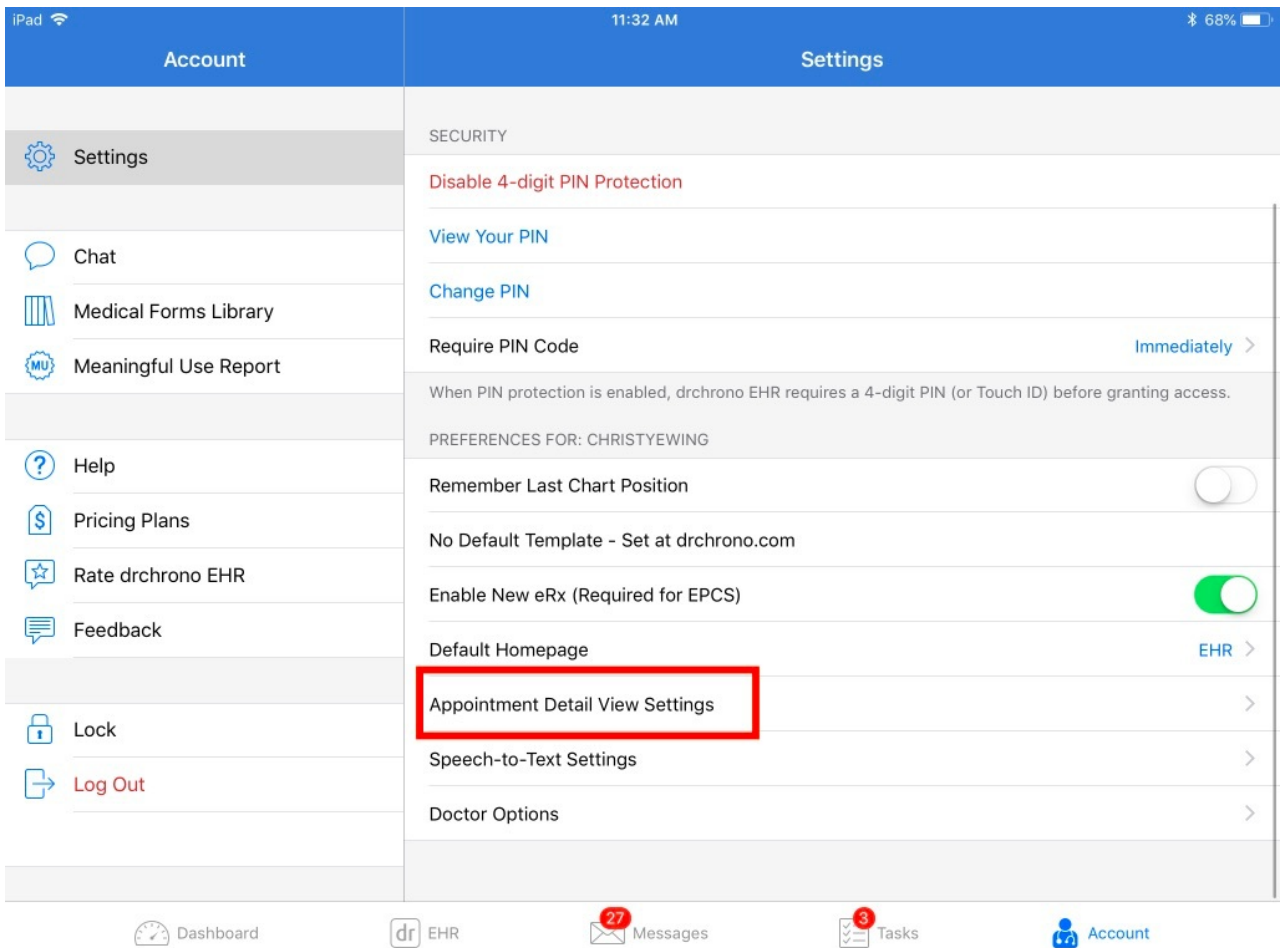 iPad 11:32 AM 68%
Account
Settings
Settings
Chat
Medical Forms Library
MU Meaningful Use Report
? Help
$ Pricing Plans
Rate drchrono EHR
Feedback
Lock
Log Out
SECURITY
Disable 4-digit PIN Protection
View Your PIN
Change PIN
Require PIN Code Immediately
When PIN protection is enabled, drchrono EHR requires a 4-digit PIN (or Touch ID) before granting access.
PREFERENCES FOR: CHRISTYEWING
Remember Last Chart Position
No Default Template - Set at drchrono.com
Enable New eRx (Required for EPCS)
Default Homepage EHR
Appointment Detail View Settings
Speech-to-Text Settings
Doctor Options
Dashboard dr EHR 27 Messages 3 Tasks Account